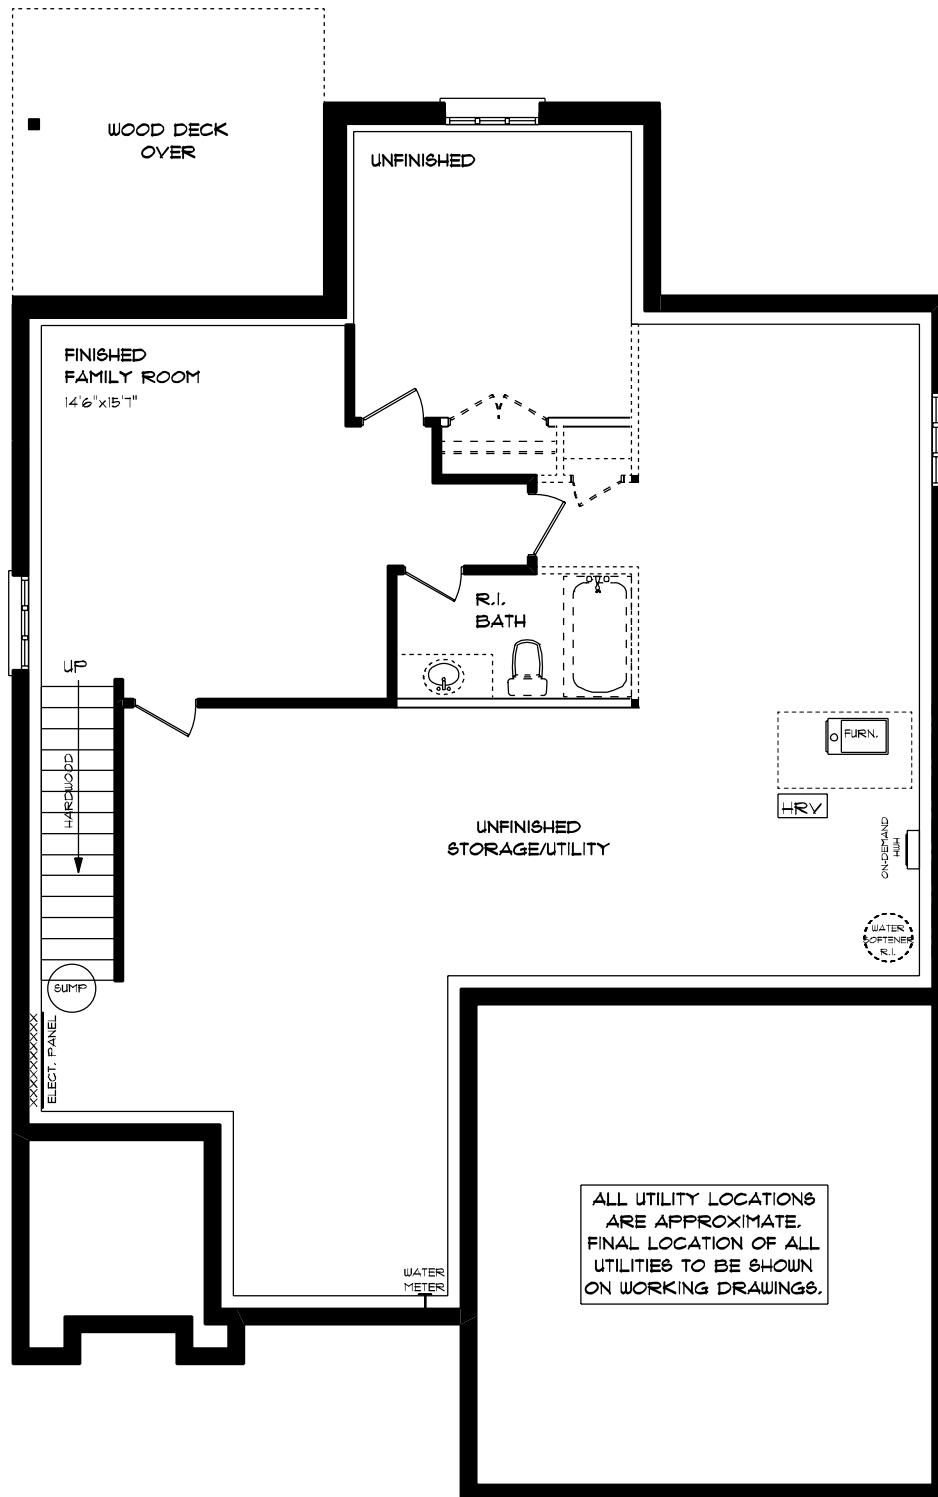 WOOD DECK
OVER
UNFINISHED
FINISHED
FAMILY ROOM
14'6"x15'7"
R.I.
BATH
UP
HARDWOOD
FURN.
HRV
UNFINISHED
STORAGE/UTILITY
ON-DEMAND
HWH
WATER
SOFTENER
R.I.
SUMP
XXXXXXXXXX
ELECT. PANEL
ALL UTILITY LOCATIONS
ARE APPROXIMATE.
FINAL LOCATION OF ALL
UTILITIES TO BE SHOWN
ON WORKING DRAWINGS.
WATER
METER